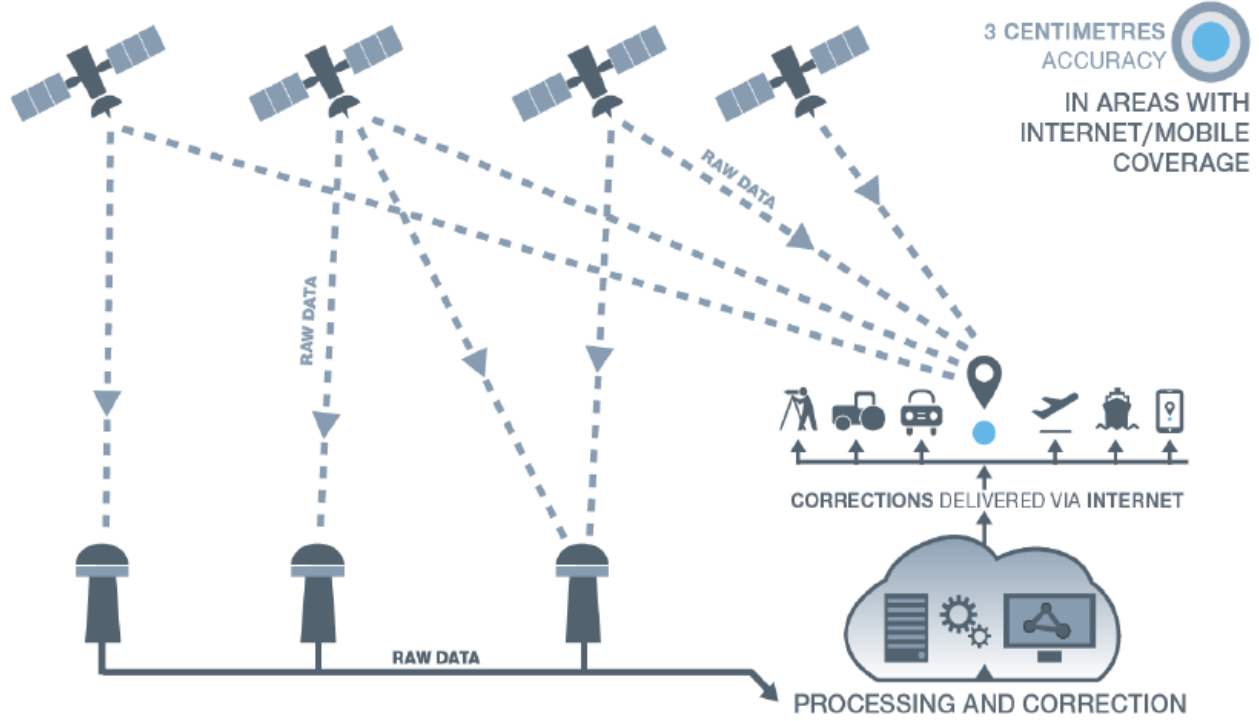 3 CENTIMETRES
ACCURACY
IN AREAS WITH
INTERNET/MOBILE
COVERAGE
RAW DATA
RAW DATA
CORRECTIONS DELIVERED VIA INTERNET
RAW DATA
PROCESSING AND CORRECTION